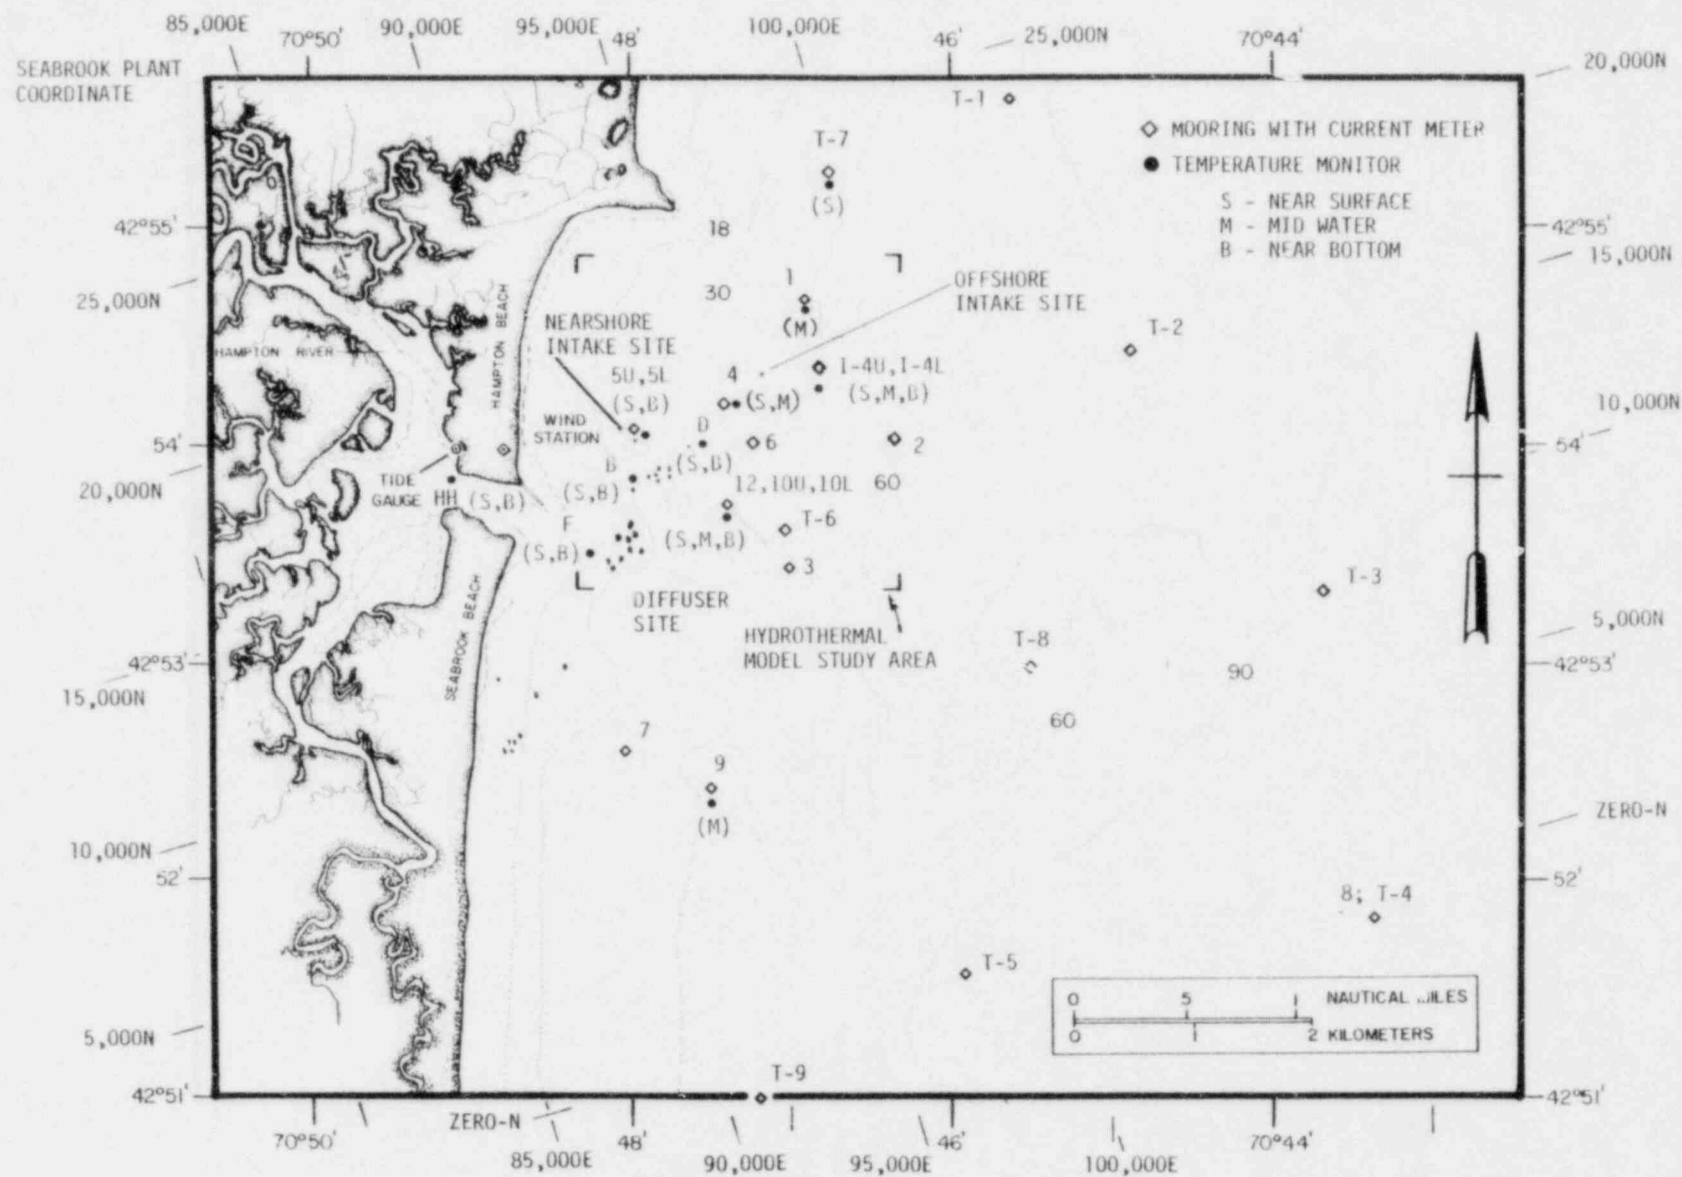 85,000E
90,000E
95,000E
100,000E
70°50'
48'
46'
25,000N
70°44'
20,000N
SEABROOK PLANT
COORDINATE
T-1
MOORING WITH CURRENT METER
TEMPERATURE MONITOR
S - NEAR SURFACE
M - MID WATER
B - NEAR BOTTOM
T-7
(S)
42°55'
18
42°55'
15,000N
25,000N
30
1
(M)
OFFSHORE
INTAKE SITE
HAMPTON BEACH
NEARSHORE
INTAKE SITE
5U,5L
(S,B)
HAMPTON RIVER
T-2
4
(S,M)
I-4U,I-4L
(S,M,B)
10,000N
WIND
STATION
D
(S,B)
6
2
54'
54'
20,000N
TIDE
GAUGE
HH
(S,B)
B
(S,B)
12,10U,10L
(S,M,B)
60
T-6
F
(S,B)
3
T-3
DIFFUSER
SITE
HYDROTHERMAL
MODEL STUDY AREA
SEABROOK BEACH
T-8
5,000N
42°53'
42°53'
15,000N
90
60
7
9
(M)
ZERO-N
10,000N
52'
52'
8; T-4
T-5
0 5 1 NAUTICAL MILES
0 1 2 KILOMETERS
5,000N
T-9
42°51'
42°51'
ZERO-N
70°50'
48'
46'
70°44'
85,000E
90,000E
95,000E
100,000E